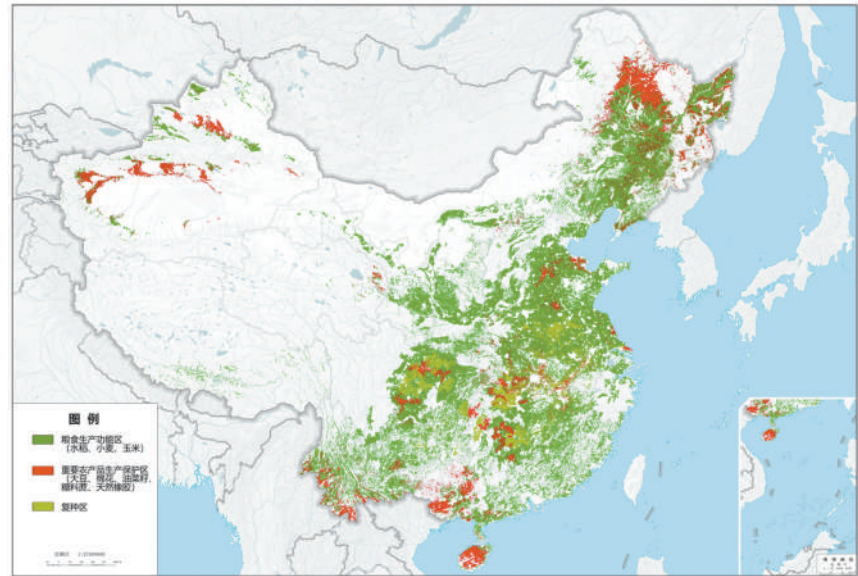 图 例
粮食生产功能区
(水稻、小麦、玉米)
重要农产品生产保护区
(大豆、棉花、油菜籽、
糖料蔗、天然橡胶)
复种区